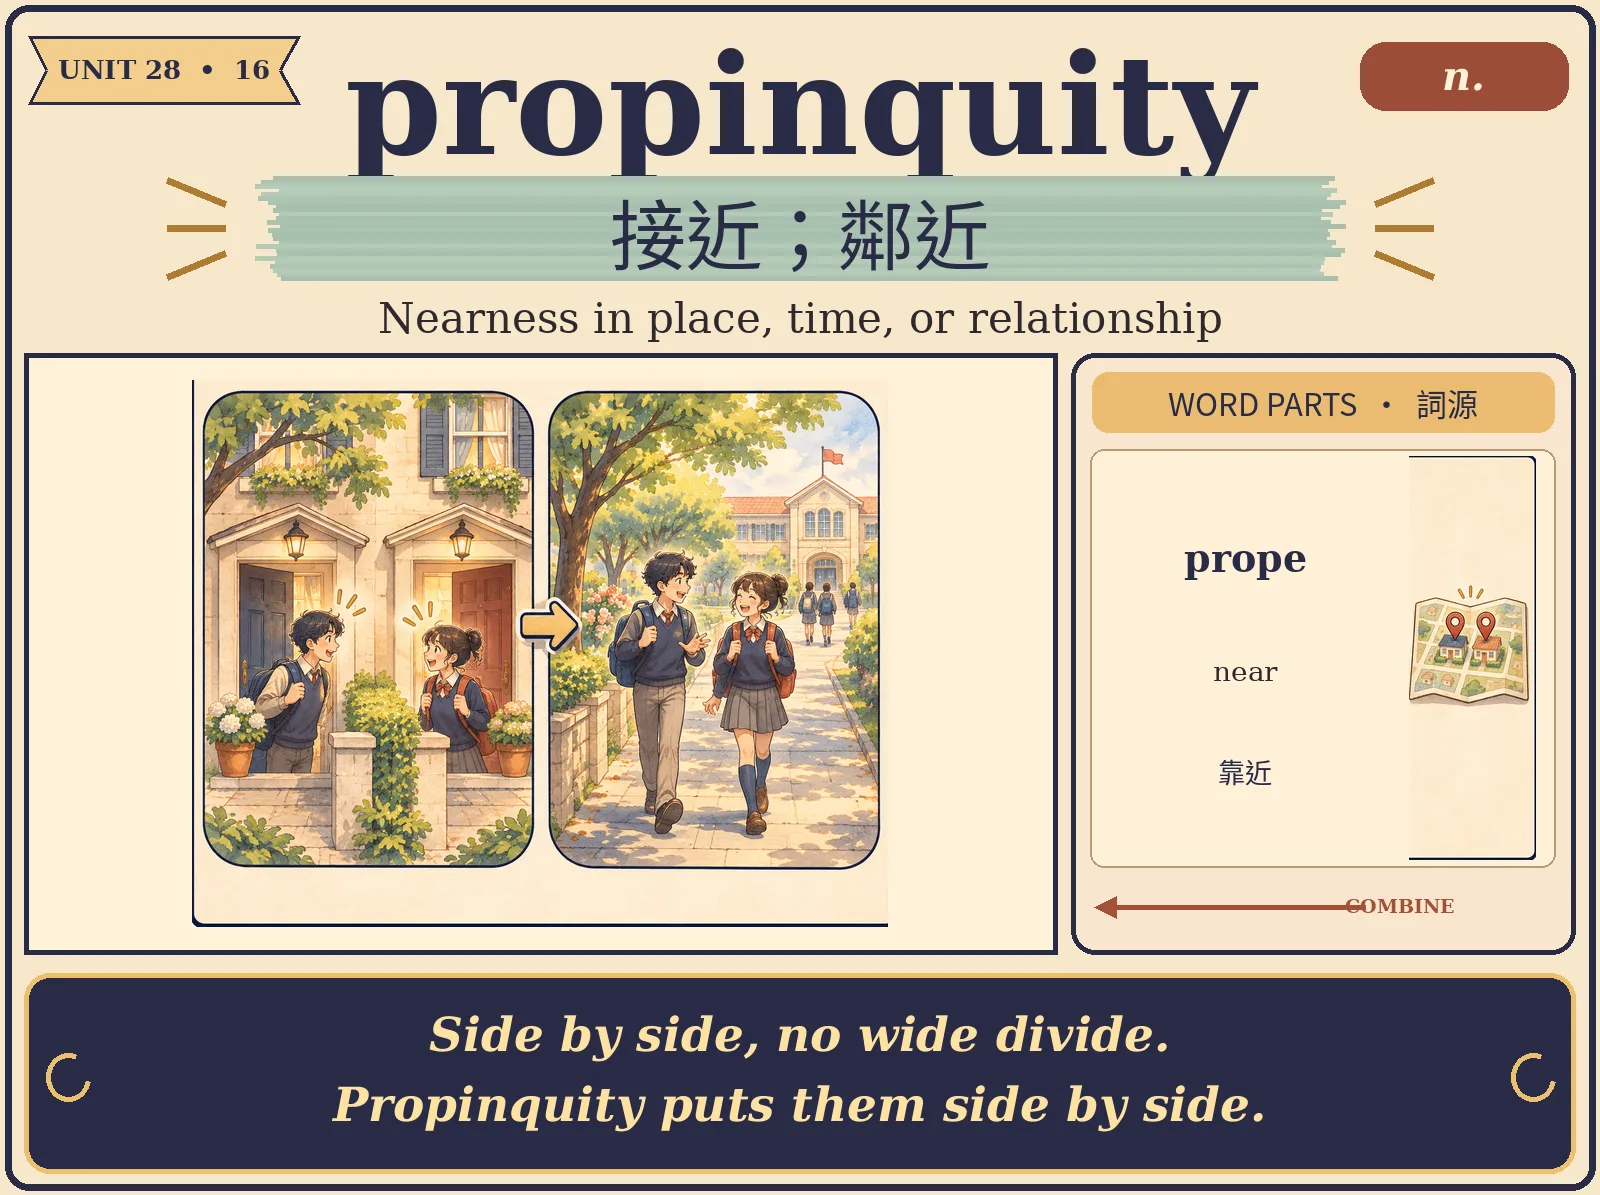 UNIT 28 • 16
propinquity
n.
接近；鄰近
Nearness in place, time, or relationship
WORD PARTS · 詞源
prope
near
靠近
COMBINE
Side by side, no wide divide.
Propinquity puts them side by side.